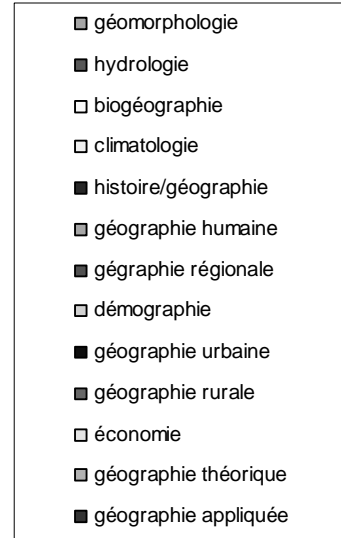 géomorphologie
hydrologie
biogéographie
climatologie
histoire/géographie
géographie humaine
gégraphie régionale
démographie
géographie urbaine
géographie rurale
économie
géographie théorique
géographie appliquée